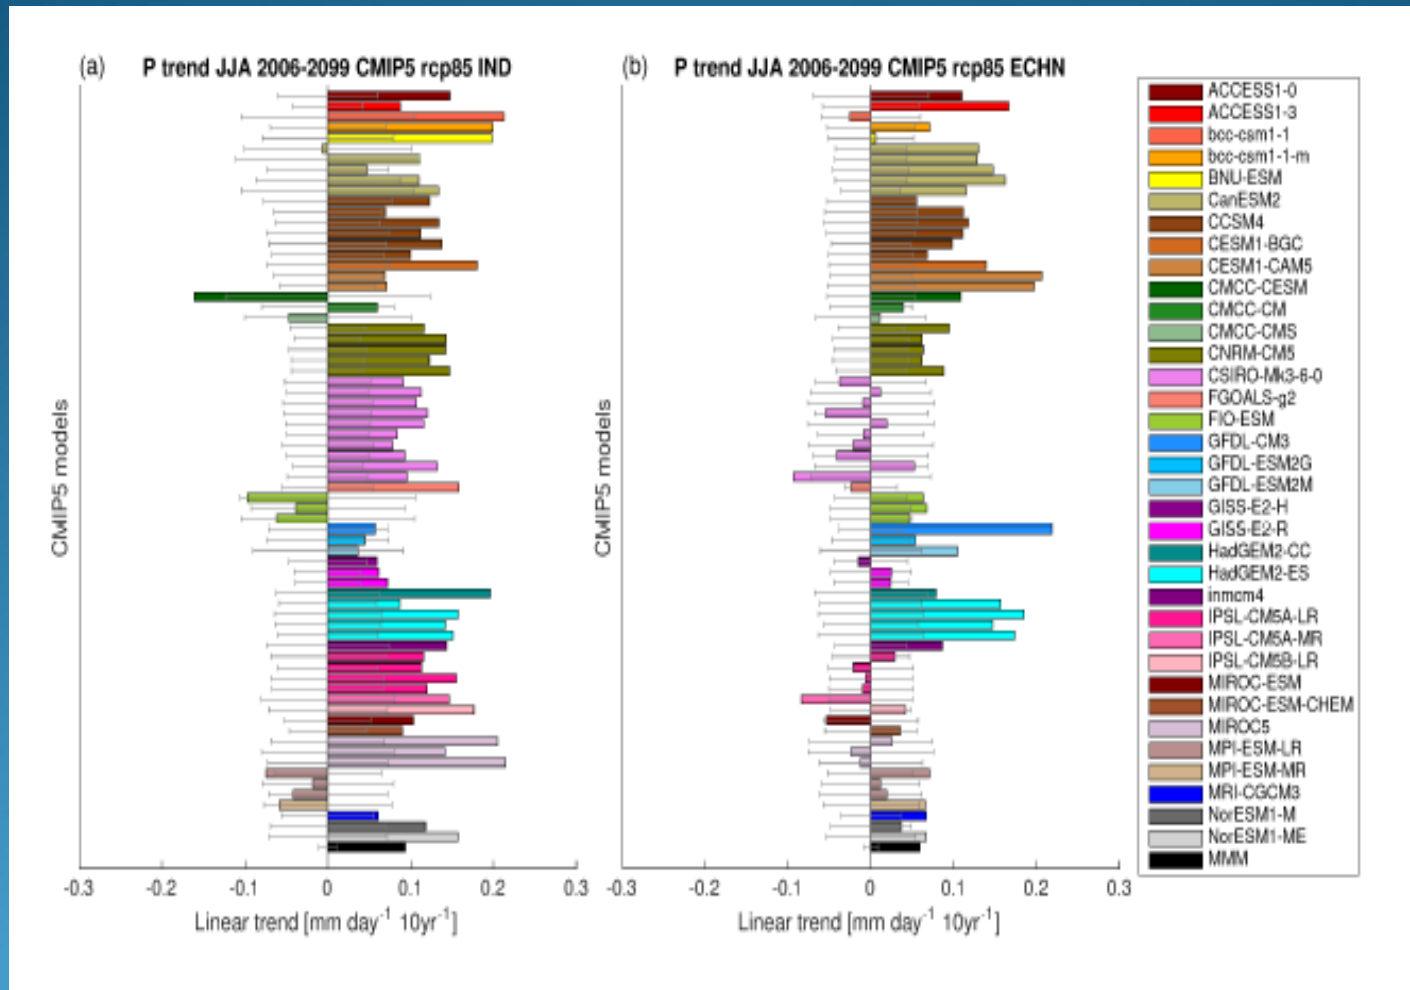 (a) P trend JJA 2006-2099 CMIP5 rcp85 IND
CMIP5 models
-0.3 -0.2 -0.1 0 0.1 0.2 0.3
Linear trend [mm day⁻¹ 10yr⁻¹]
(b) P trend JJA 2006-2099 CMIP5 rcp85 ECHN
CMIP5 models
-0.3 -0.2 -0.1 0 0.1 0.2 0.3
Linear trend [mm day⁻¹ 10yr⁻¹]
ACCESS1-0
ACCESS1-3
bcc-csm1-1
bcc-csm1-1-m
BNU-ESM
CanESM2
CCSM4
CESM1-BGC
CESM1-CAM5
CMCC-CESM
CMCC-CM
CMCC-CMS
CNRM-CM5
CSIRO-Mk3-6-0
FGOALS-g2
FIO-ESM
GFDL-CM3
GFDL-ESM2G
GFDL-ESM2M
GISS-E2-H
GISS-E2-R
HadGEM2-CC
HadGEM2-ES
inmcm4
IPSL-CM5A-LR
IPSL-CM5A-MR
IPSL-CM5B-LR
MIROC-ESM
MIROC-ESM-CHEM
MIROC5
MPI-ESM-LR
MPI-ESM-MR
MRI-CGCM3
NorESM1-M
NorESM1-ME
MMM